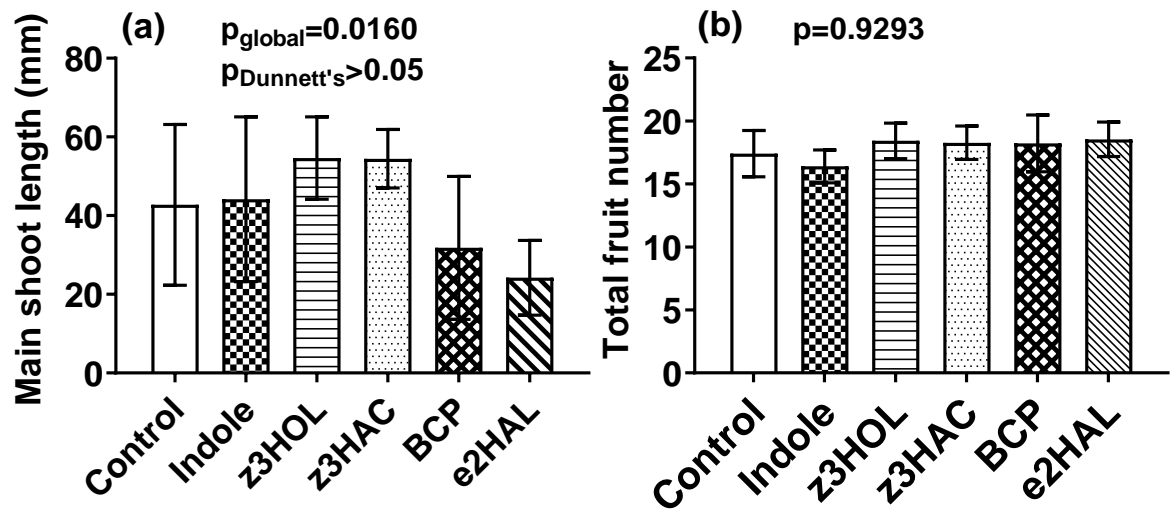 (a)
pglobal=0.0160
pDunnett's>0.05
Main shoot length (mm)
80
60
40
20
0
Control
Indole
z3HOL
z3HAC
BCP
e2HAL
(b)
p=0.9293
Total fruit number
25
20
15
10
5
0
Control
Indole
z3HOL
z3HAC
BCP
e2HAL